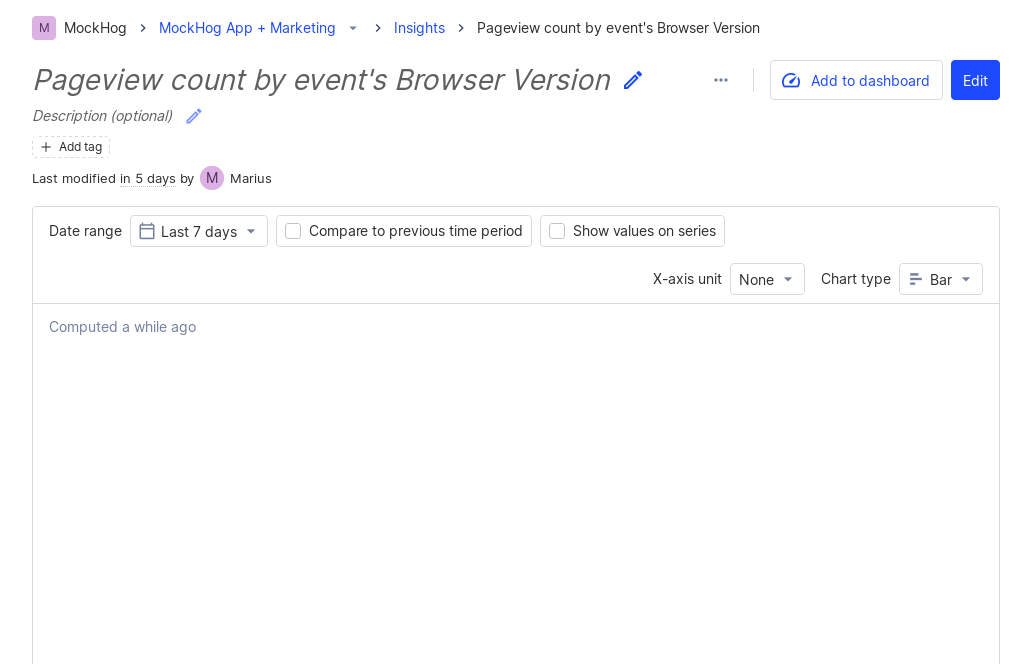 M MockHog MockHog App + Marketing Insights Pageview count by event's Browser Version
Pageview count by event's Browser Version
Add to dashboard Edit
Description (optional)
Add tag
Last modified in 5 days by M Marius
Date range Last 7 days Compare to previous time period Show values on series
X-axis unit None Chart type Bar
Computed a while ago